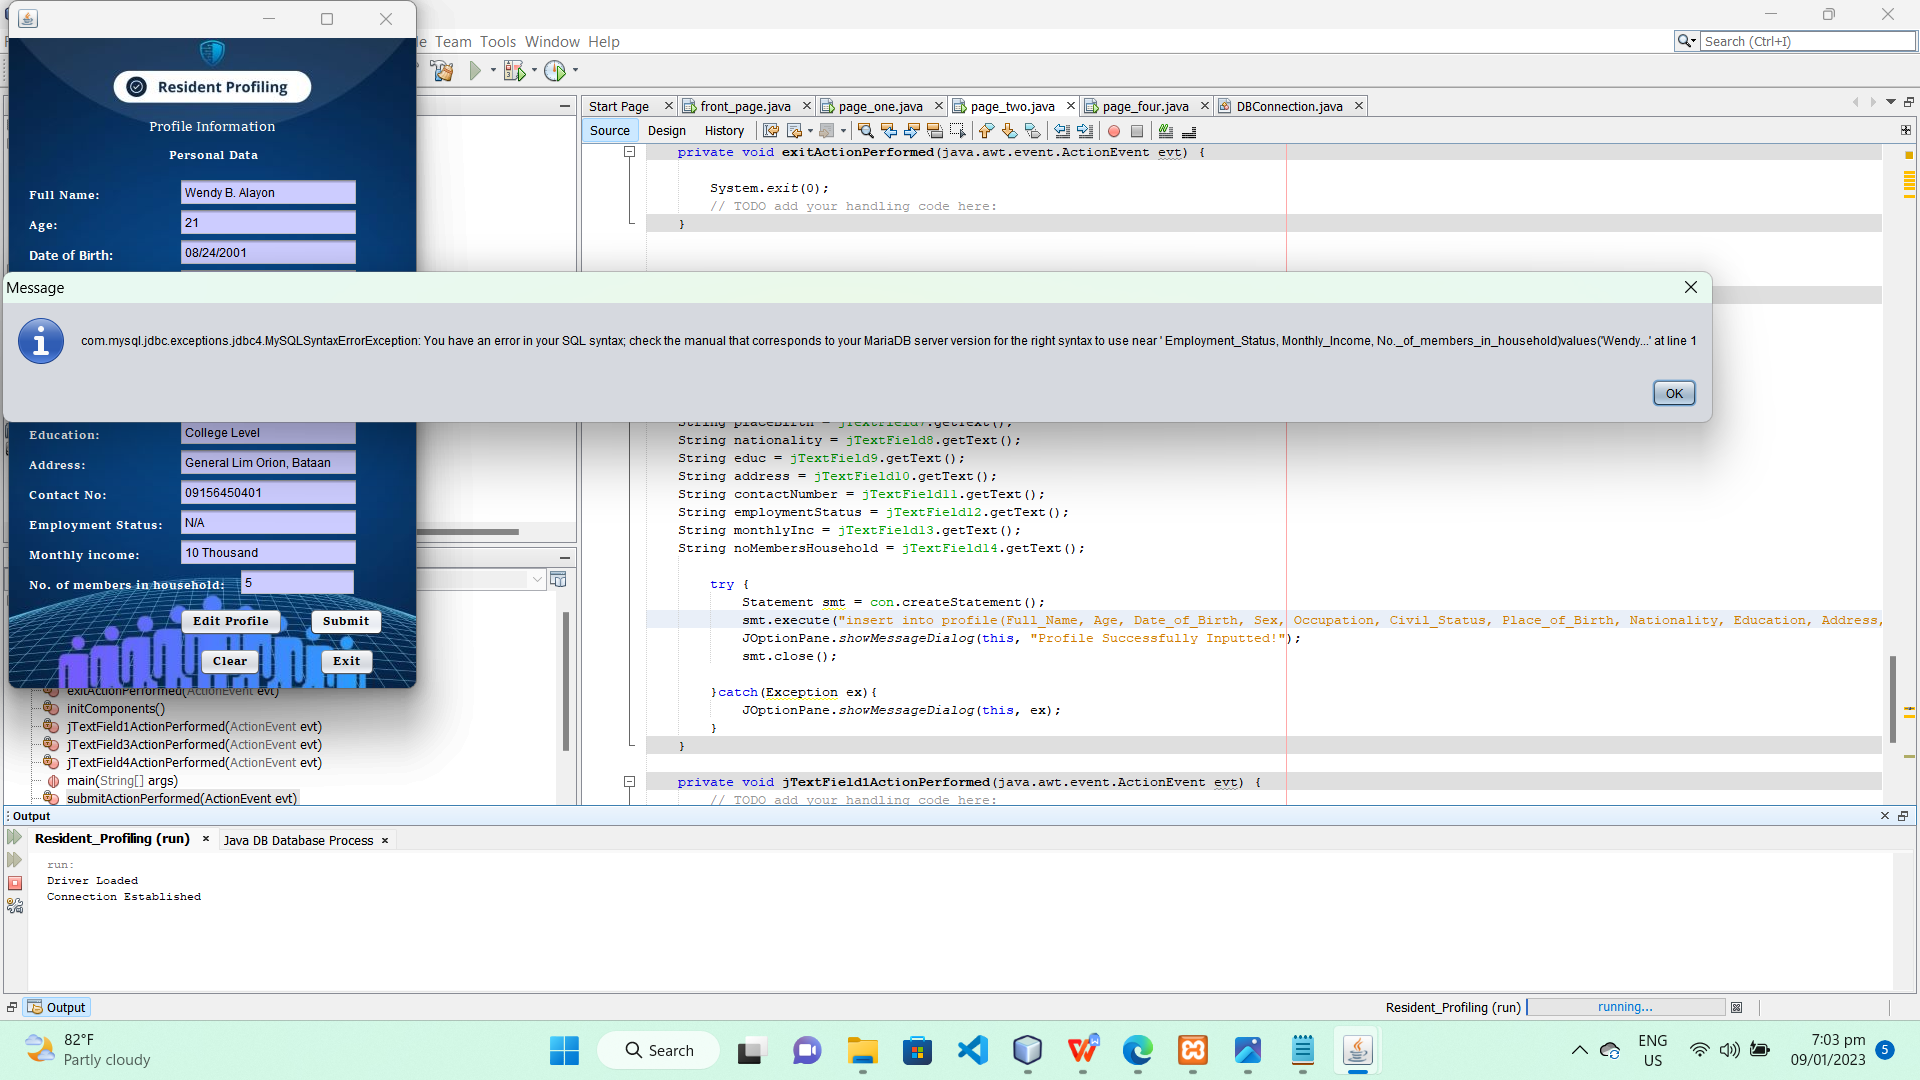 Team Tools Window Help
Search (Ctrl+I)
Resident Profiling
Profile Information
Personal Data
Full Name: Wendy B. Alayon
Age: 21
Date of Birth: 08/24/2001
Start Page front_page.java page_one.java page_two.java page_four.java DBConnection.java
Source Design History
private void exitActionPerformed(java.awt.event.ActionEvent evt) {
System.exit(0);
// TODO add your handling code here:
}
Message
com.mysql.jdbc.exceptions.jdbc4.MySQLSyntaxErrorException: You have an error in your SQL syntax; check the manual that corresponds to your MariaDB server version for the right syntax to use near ' Employment_Status, Monthly_Income, No._of_members_in_household)values('Wendy...' at line 1
OK
Education: College Level
Address: General Lim Orion, Bataan
Contact No: 09156450401
Employment Status: N/A
Monthly income: 10 Thousand
No. of members in household: 5
Edit Profile Submit
Clear Exit
String placeBirth = jTextField7.getText();
String nationality = jTextField8.getText();
String educ = jTextField9.getText();
String address = jTextField10.getText();
String contactNumber = jTextField11.getText();
String employmentStatus = jTextField12.getText();
String monthlyInc = jTextField13.getText();
String noMembersHousehold = jTextField14.getText();
try {
Statement smt = con.createStatement();
smt.execute("insert into profile(Full_Name, Age, Date_of_Birth, Sex, Occupation, Civil_Status, Place_of_Birth, Nationality, Education, Address,
JOptionPane.showMessageDialog(this, "Profile Successfully Inputted!");
smt.close();
}catch(Exception ex){
JOptionPane.showMessageDialog(this, ex);
}
}
private void jTextField1ActionPerformed(java.awt.event.ActionEvent evt) {
// TODO add your handling code here:
exitActionPerformed(ActionEvent evt)
initComponents()
jTextField1ActionPerformed(ActionEvent evt)
jTextField3ActionPerformed(ActionEvent evt)
jTextField4ActionPerformed(ActionEvent evt)
main(String[] args)
submitActionPerformed(ActionEvent evt)
Output
Resident_Profiling (run) Java DB Database Process
run:
Driver Loaded
Connection Established
Output
Resident_Profiling (run) running...
82°F
Partly cloudy
Search
ENG
US
7:03 pm
09/01/2023
5